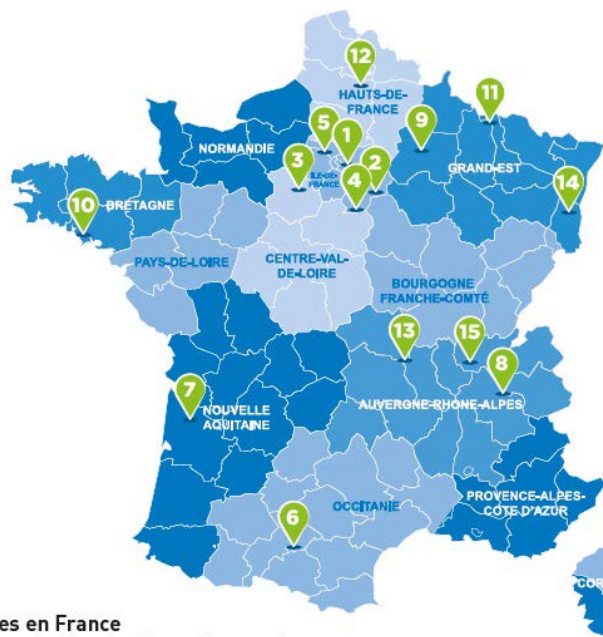 12
HAUTS-DE-
FRANCE
11
5
1
9
NORMANDIE
3
2
GRAND-EST
ÎLE-DE-
FRANCE
4
14
10
BRETAGNE
PAYS-DE-LOIRE
CENTRE-VAL-
DE-LOIRE
BOURGOGNE
FRANCHE-COMTÉ
13
15
8
7
NOUVELLE
AQUITAINE
AUVERGNE-RHONE-ALPES
PROVENCE-ALPES-
COTE D'AZUR
6
OCCITANIE
COR
es en France